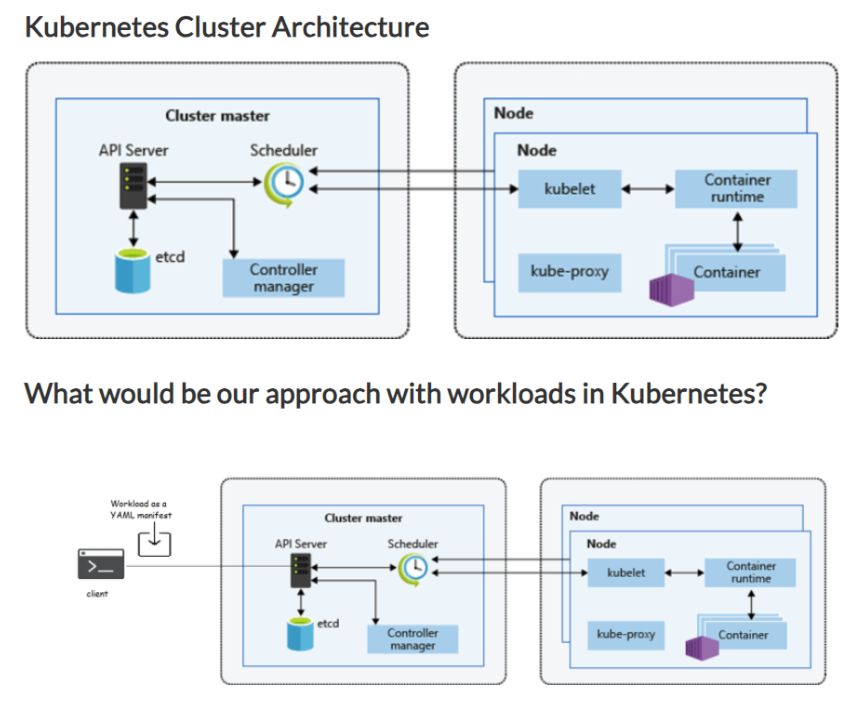 Kubernetes Cluster Architecture
Cluster master
API Server
Scheduler
etcd
Controller
manager
Node
Node
kubelet
Container
runtime
kube-proxy
Container
What would be our approach with workloads in Kubernetes?
Workload as a
YAML manifest
>_
client
Cluster master
API Server
Scheduler
etcd
Controller
manager
Node
Node
kubelet
Container
runtime
kube-proxy
Container